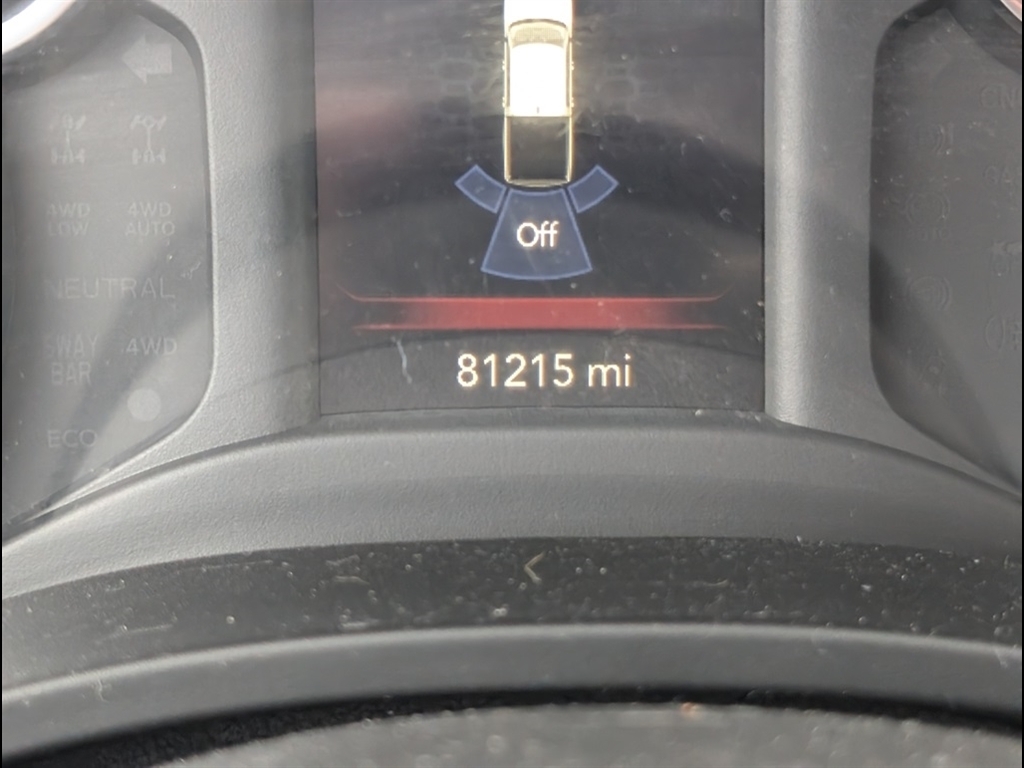 4WD LOW
4WD AUTO
NEUTRAL
SWAY BAR
4WD
ECO
Off
81215 mi